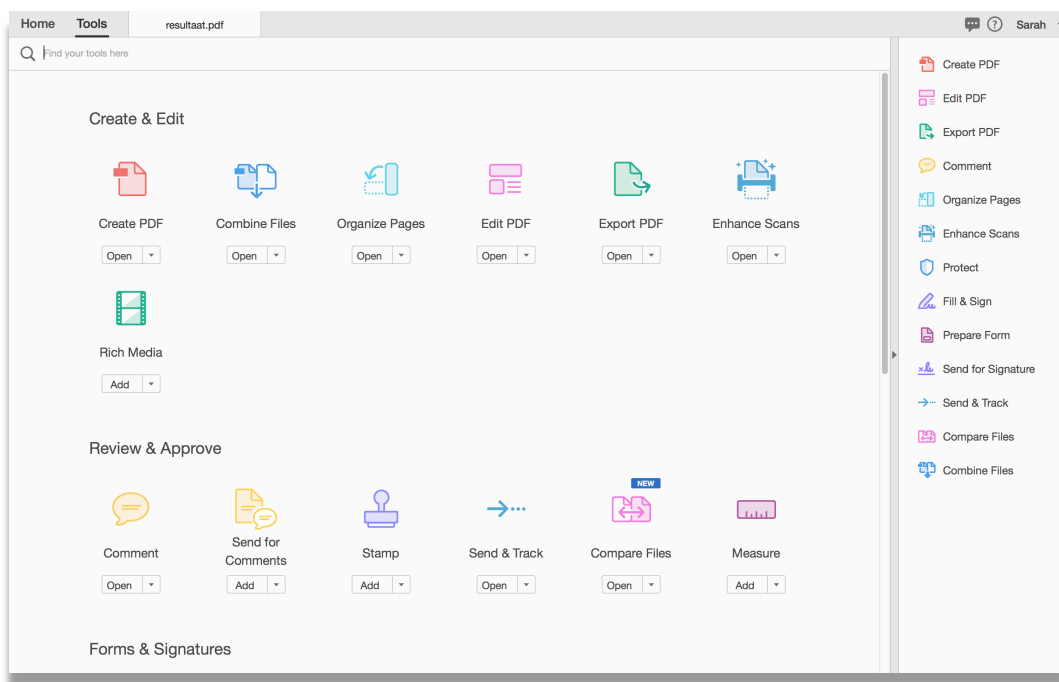 Home Tools resultaat.pdf Sarah
Find your tools here
Create & Edit
Create PDF Combine Files Organize Pages Edit PDF Export PDF Enhance Scans
Open Open Open Open Open Open
Rich Media
Add
Review & Approve
NEW
Comment Send for Comments Stamp Send & Track Compare Files Measure
Open Add Add Open Open Add
Forms & Signatures
Create PDF
Edit PDF
Export PDF
Comment
Organize Pages
Enhance Scans
Protect
Fill & Sign
Prepare Form
Send for Signature
Send & Track
Compare Files
Combine Files